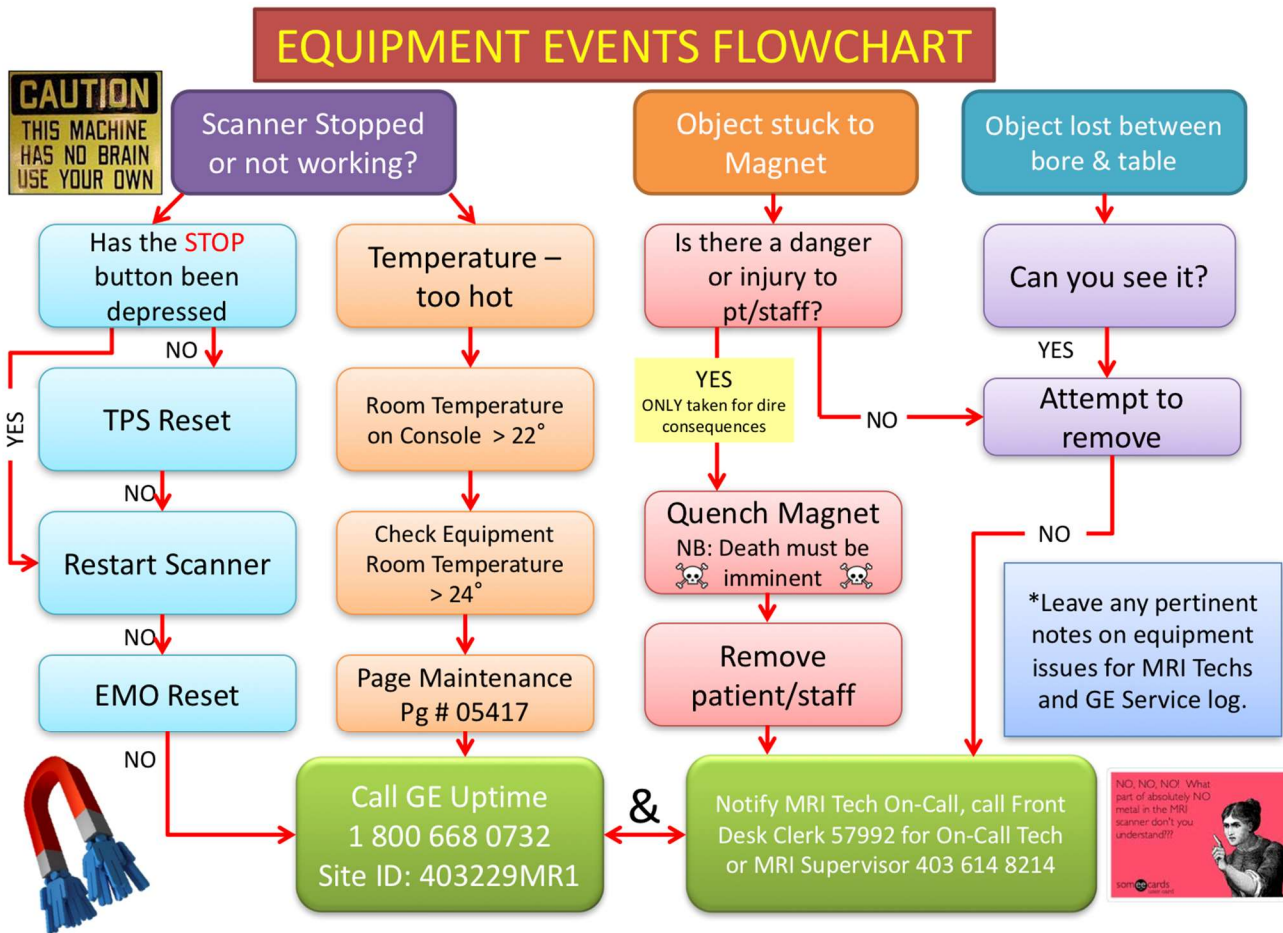 EQUIPMENT EVENTS FLOWCHART
CAUTION
THIS MACHINE
HAS NO BRAIN
USE YOUR OWN
Scanner Stopped
or not working?
Object stuck to
Magnet
Object lost between
bore & table
Has the STOP
button been
depressed
Temperature –
too hot
Is there a danger
or injury to
pt/staff?
Can you see it?
NO
YES
YES
ONLY taken for dire
consequences
NO
YES
TPS Reset
Room Temperature
on Console > 22°
Attempt to
remove
NO
NO
Restart Scanner
Check Equipment
Room Temperature
> 24°
Quench Magnet
NB: Death must be
imminent
*Leave any pertinent
notes on equipment
issues for MRI Techs
and GE Service log.
NO
EMO Reset
Page Maintenance
Pg # 05417
Remove
patient/staff
NO
Call GE Uptime
1 800 668 0732
Site ID: 403229MR1
&
Notify MRI Tech On-Call, call Front
Desk Clerk 57992 for On-Call Tech
or MRI Supervisor 403 614 8214
NO, NO, NO! What
part of absolutely NO
metal in the MRI
scanner don't you
understand???
someecards
user card